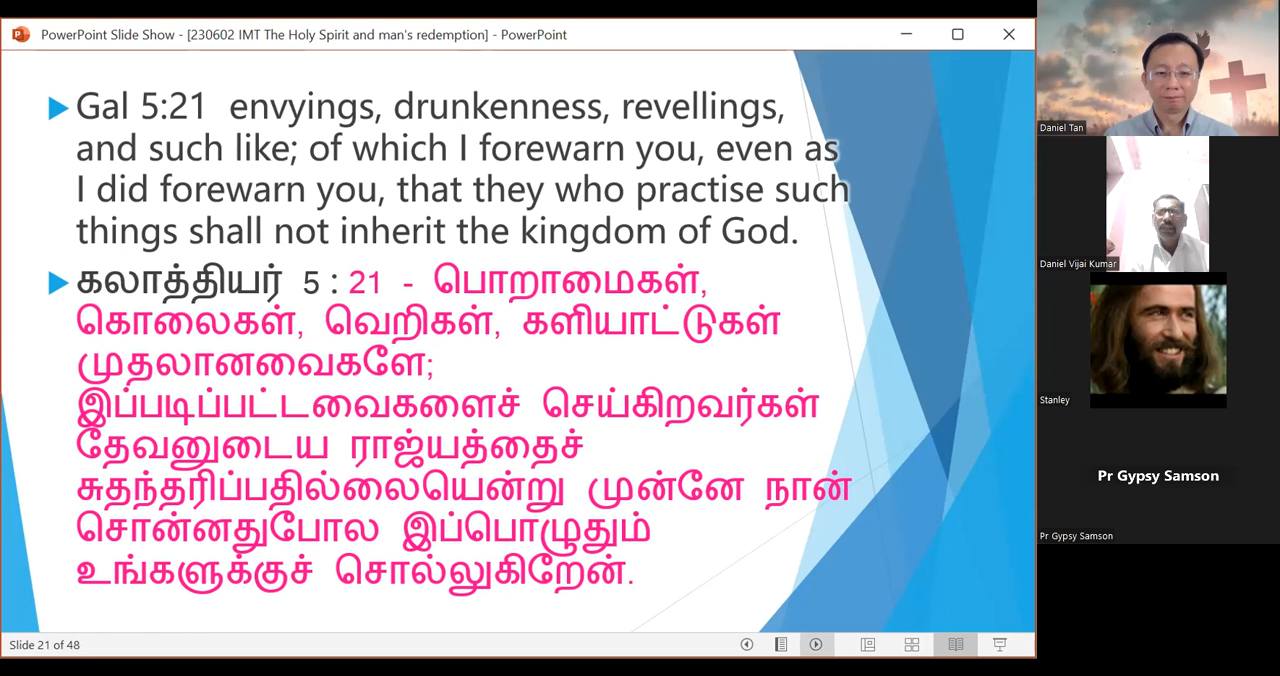 PowerPoint Slide Show - [230602 IMT The Holy Spirit and man's redemption] - PowerPoint
Gal 5:21 envyings, drunkenness, revellings,
and such like; of which I forewarn you, even as
I did forewarn you, that they who practise such
things shall not inherit the kingdom of God.
கலாத்தியர் 5 : 21 - பொறாமைகள்,
கொலைகள், வெறிகள், களியாட்டுகள்
முதலானவைகளே;
இப்படிப்பட்டவைகளைச் செய்கிறவர்கள்
தேவனுடைய ராஜ்யத்தைச்
சுதந்தரிப்பதில்லையென்று முன்னே நான்
சொன்னதுபோல இப்பொழுதும்
உங்களுக்குச் சொல்லுகிறேன்.
Slide 21 of 48
Daniel Tan
Daniel Vijai Kumar
Stanley
Pr Gypsy Samson
Pr Gypsy Samson